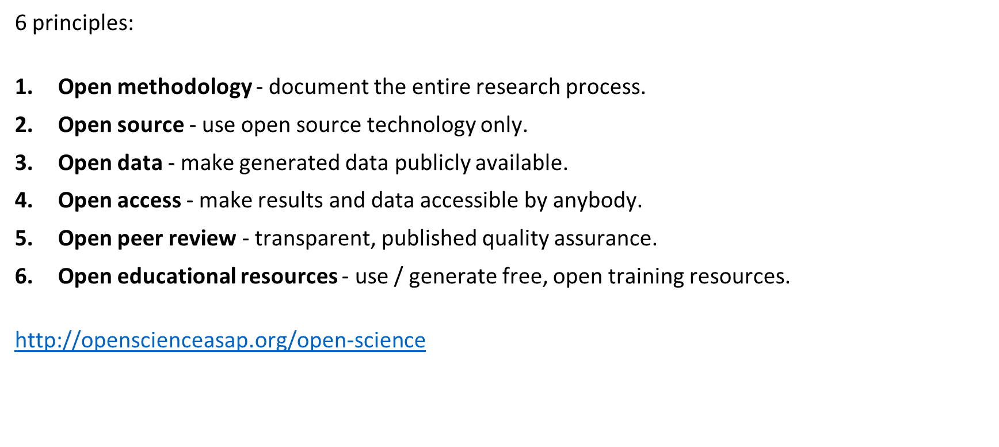 6 principles:
1. Open methodology - document the entire research process.
2. Open source - use open source technology only.
3. Open data - make generated data publicly available.
4. Open access - make results and data accessible by anybody.
5. Open peer review - transparent, published quality assurance.
6. Open educational resources - use / generate free, open training resources.
http://openscienceasap.org/open-science